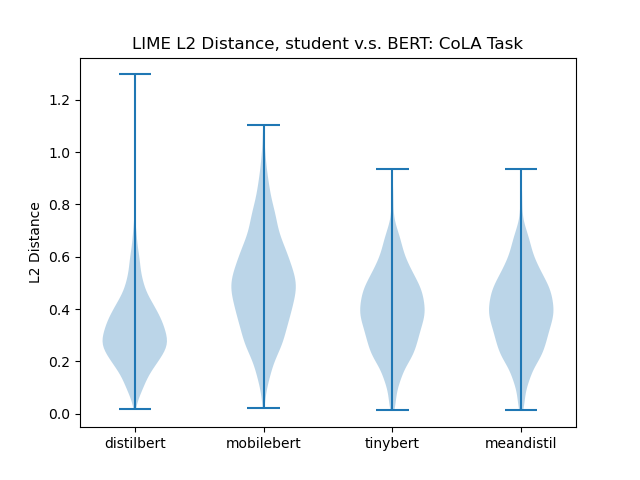 LIME L2 Distance, student v.s. BERT: CoLA Task
L2 Distance
1.2
1.0
0.8
0.6
0.4
0.2
0.0
distilbert mobilebert tinybert meandistil